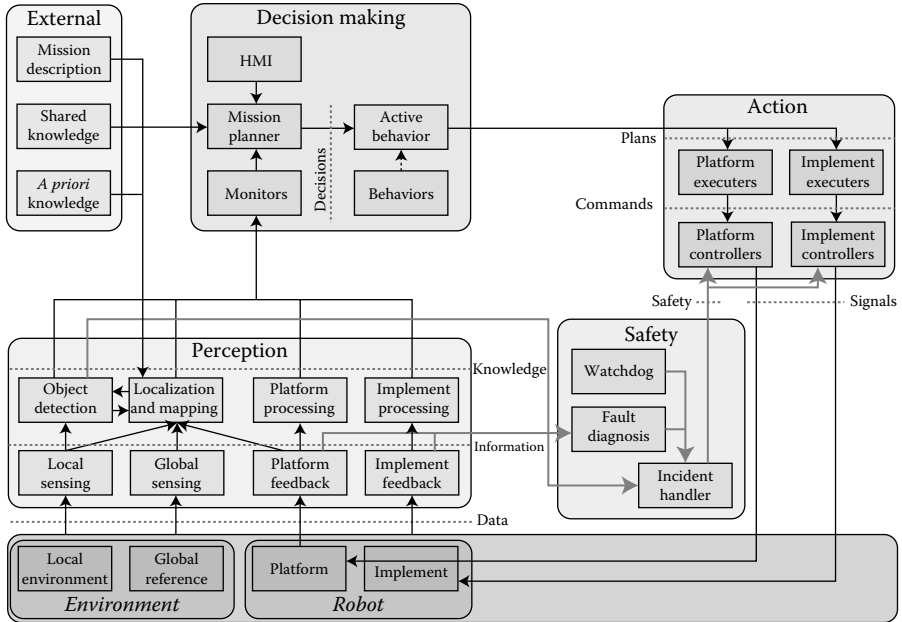 External
Mission
description
Shared
knowledge
A priori
knowledge
Decision making
HMI
Mission
planner
Monitors
Decisions
Active
behavior
Behaviors
Action
Plans
Platform
executers
Implement
executers
Commands
Platform
controllers
Implement
controllers
Safety
Signals
Perception
Knowledge
Object
detection
Localization
and mapping
Platform
processing
Implement
processing
Information
Local
sensing
Global
sensing
Platform
feedback
Implement
feedback
Safety
Watchdog
Fault
diagnosis
Incident
handler
Data
Local
environment
Global
reference
Environment
Platform
Implement
Robot